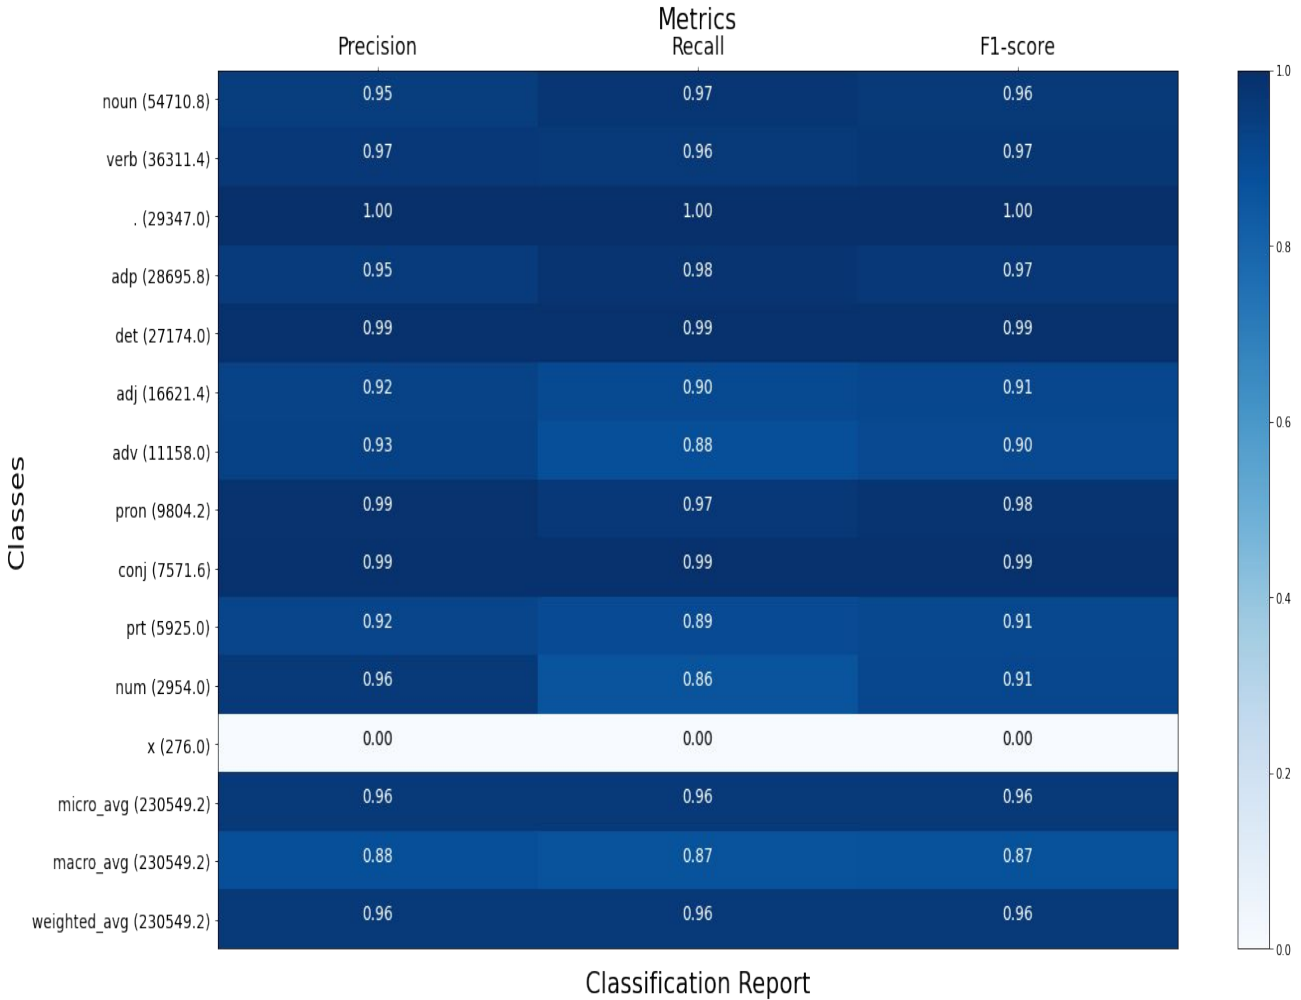 Metrics
Precision Recall F1-score
noun (54710.8) 0.95 0.97 0.96 1.0
verb (36311.4) 0.97 0.96 0.97
. (29347.0) 1.00 1.00 1.00
0.8
adp (28695.8) 0.95 0.98 0.97
det (27174.0) 0.99 0.99 0.99
adj (16621.4) 0.92 0.90 0.91
0.6
adv (11158.0) 0.93 0.88 0.90
Classes
pron (9804.2) 0.99 0.97 0.98
conj (7571.6) 0.99 0.99 0.99
0.4
prt (5925.0) 0.92 0.89 0.91
num (2954.0) 0.96 0.86 0.91
x (276.0) 0.00 0.00 0.00
0.2
micro_avg (230549.2) 0.96 0.96 0.96
macro_avg (230549.2) 0.88 0.87 0.87
weighted_avg (230549.2) 0.96 0.96 0.96
0.0
Classification Report